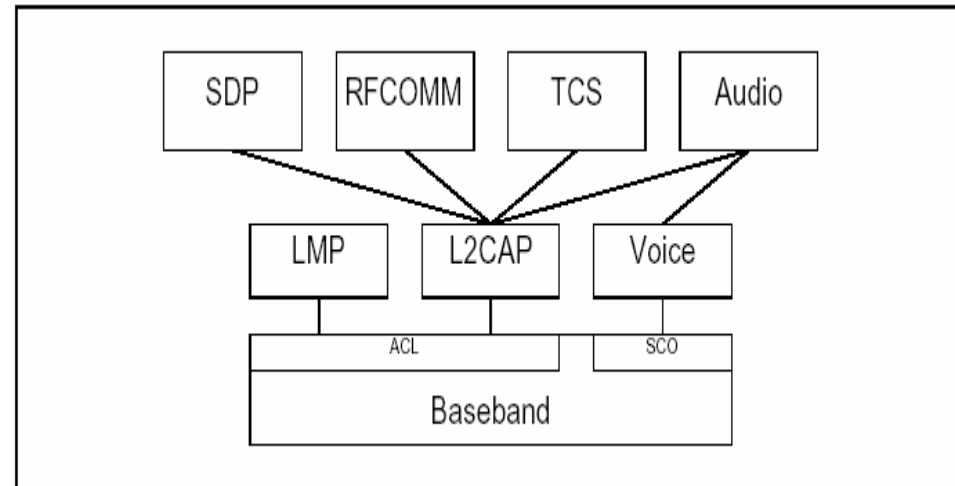 SDP RFCOMM TCS Audio
LMP L2CAP Voice
ACL SCO
Baseband